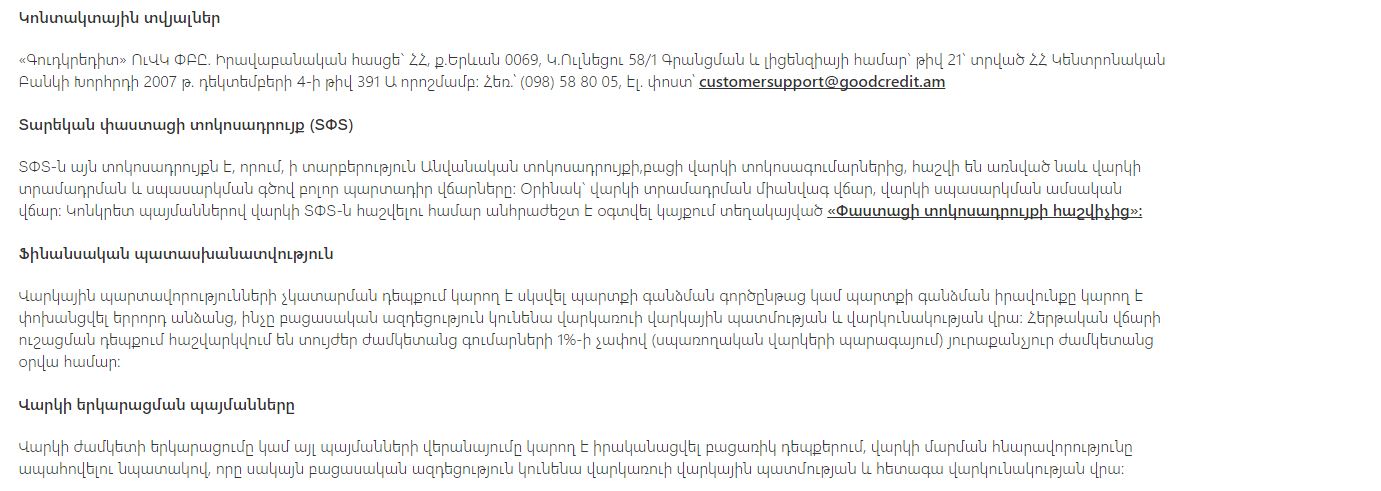 Կոնտակտային տվյալներ
«Գուդկրեդիտ» ՈւՎԿ ՓԲԸ. Իրավաբանական հասցե՝ ՀՀ, ք.Երևան 0069, Կ.Ուլնեցու 58/1 Գրանցման և լիցենզիայի համար՝ թիվ 21՝ տրված ՀՀ Կենտրոնական
Բանկի Խորհրդի 2007 թ. դեկտեմբերի 4-ի թիվ 391 Ա որոշմամբ: Հեռ.՝ (098) 58 80 05, էլ. փոստ՝ customersupport@goodcredit.am
Տարեկան փաստացի տոկոսադրույք (ՏՓՏ)
ՏՓՏ-ն այն տոկոսադրույքն է, որում, ի տարբերություն Անվանական տոկոսադրույքի,բացի վարկի տոկոսագումարներից, հաշվի են առնված նաև վարկի
տրամադրման և սպասարկման գծով բոլոր պարտադիր վճարները: Օրինակ՝ վարկի տրամադրման միանվագ վճար, վարկի սպասարկման ամսական
վճար: Կոնկրետ պայմաններով վարկի ՏՓՏ-ն հաշվելու համար անհրաժեշտ է օգտվել կայքում տեղակայված «Փաստացի տոկոսադրույքի հաշվիչից»:
Ֆինանսական պատասխանատվություն
Վարկային պարտավորությունների չկատարման դեպքում կարող է սկսվել պարտքի գանձման գործընթաց կամ պարտքի գանձման իրավունքը կարող է
փոխանցվել երրորդ անձանց, ինչը բացասական ազդեցություն կունենա վարկառուի վարկային պատմության և վարկունակության վրա: Հերթական վճարի
ուշացման դեպքում հաշվարկվում են տույժեր ժամկետանց գումարների 1%-ի չափով (սպառողական վարկերի պարագայում) յուրաքանչյուր ժամկետանց
օրվա համար:
Վարկի երկարացման պայմանները
Վարկի ժամկետի երկարացումը կամ այլ պայմանների վերանայումը կարող է իրականացվել բացառիկ դեպքերում, վարկի մարման հնարավորությունը
ապահովելու նպատակով, որը սակայն բացասական ազդեցություն կունենա վարկառուի վարկային պատմության և հետագա վարկունակության վրա: